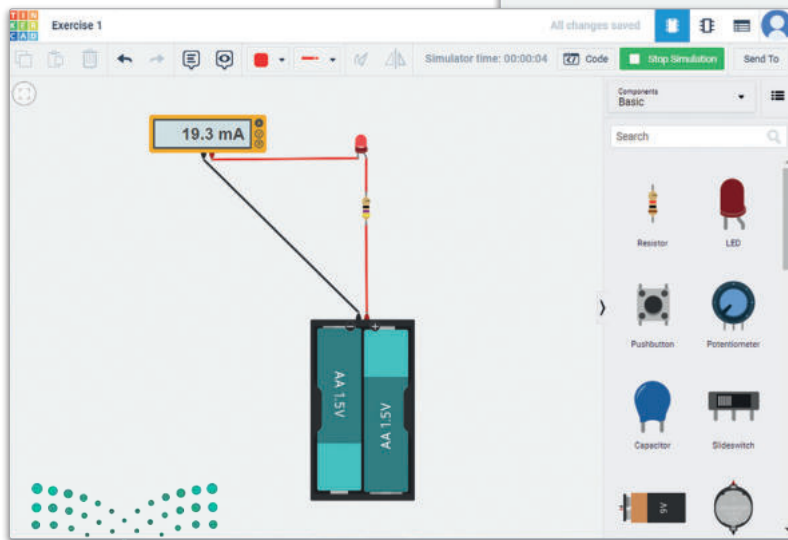 TIN
KER
CAD
Exercise 1
All changes saved
Simulator time: 00:00:04
Code
Stop Simulation
Send To
Components
Basic
Search
19.3 mA
A
V
Resistor
LED
Pushbutton
Potentiometer
AA 1.5V
AA 1.5V
+
Capacitor
Slideswitch
9V